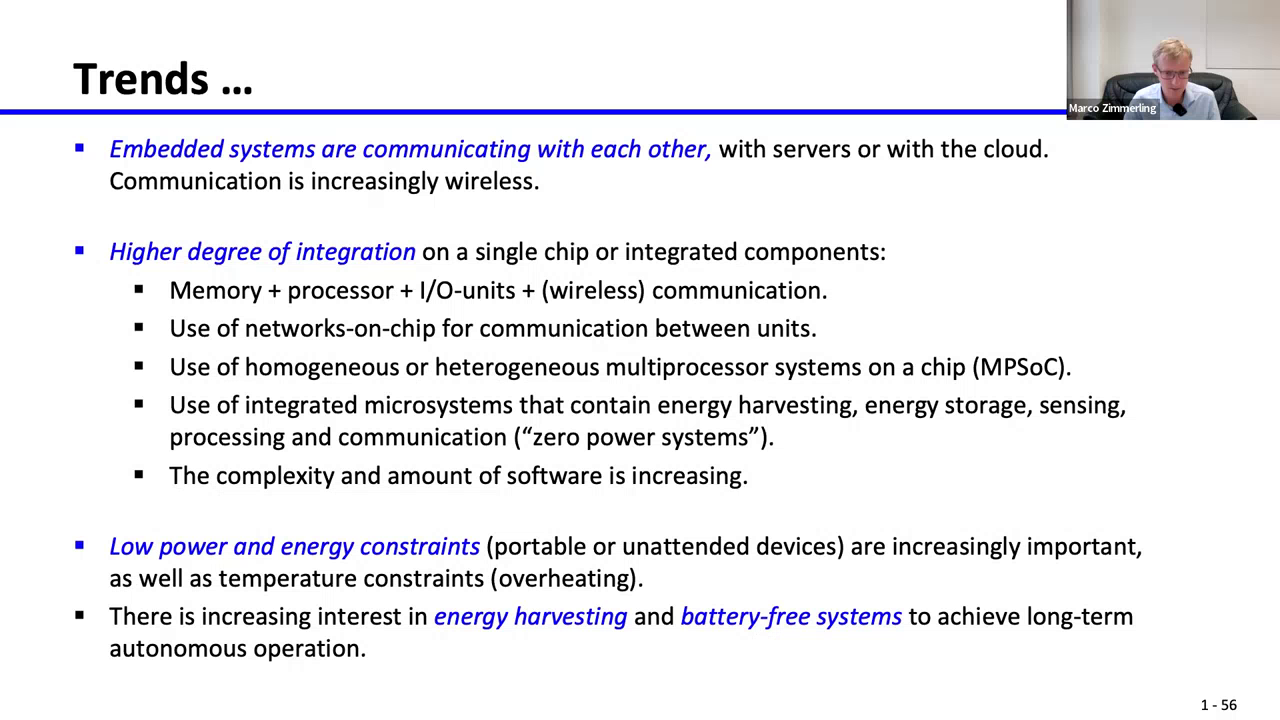 Trends …
Marco Zimmerling
▪ Embedded systems are communicating with each other, with servers or with the cloud.
Communication is increasingly wireless.
▪ Higher degree of integration on a single chip or integrated components:
▪ Memory + processor + I/O-units + (wireless) communication.
▪ Use of networks-on-chip for communication between units.
▪ Use of homogeneous or heterogeneous multiprocessor systems on a chip (MPSoC).
▪ Use of integrated microsystems that contain energy harvesting, energy storage, sensing,
processing and communication (“zero power systems”).
▪ The complexity and amount of software is increasing.
▪ Low power and energy constraints (portable or unattended devices) are increasingly important,
as well as temperature constraints (overheating).
▪ There is increasing interest in energy harvesting and battery-free systems to achieve long-term
autonomous operation.
1 - 56